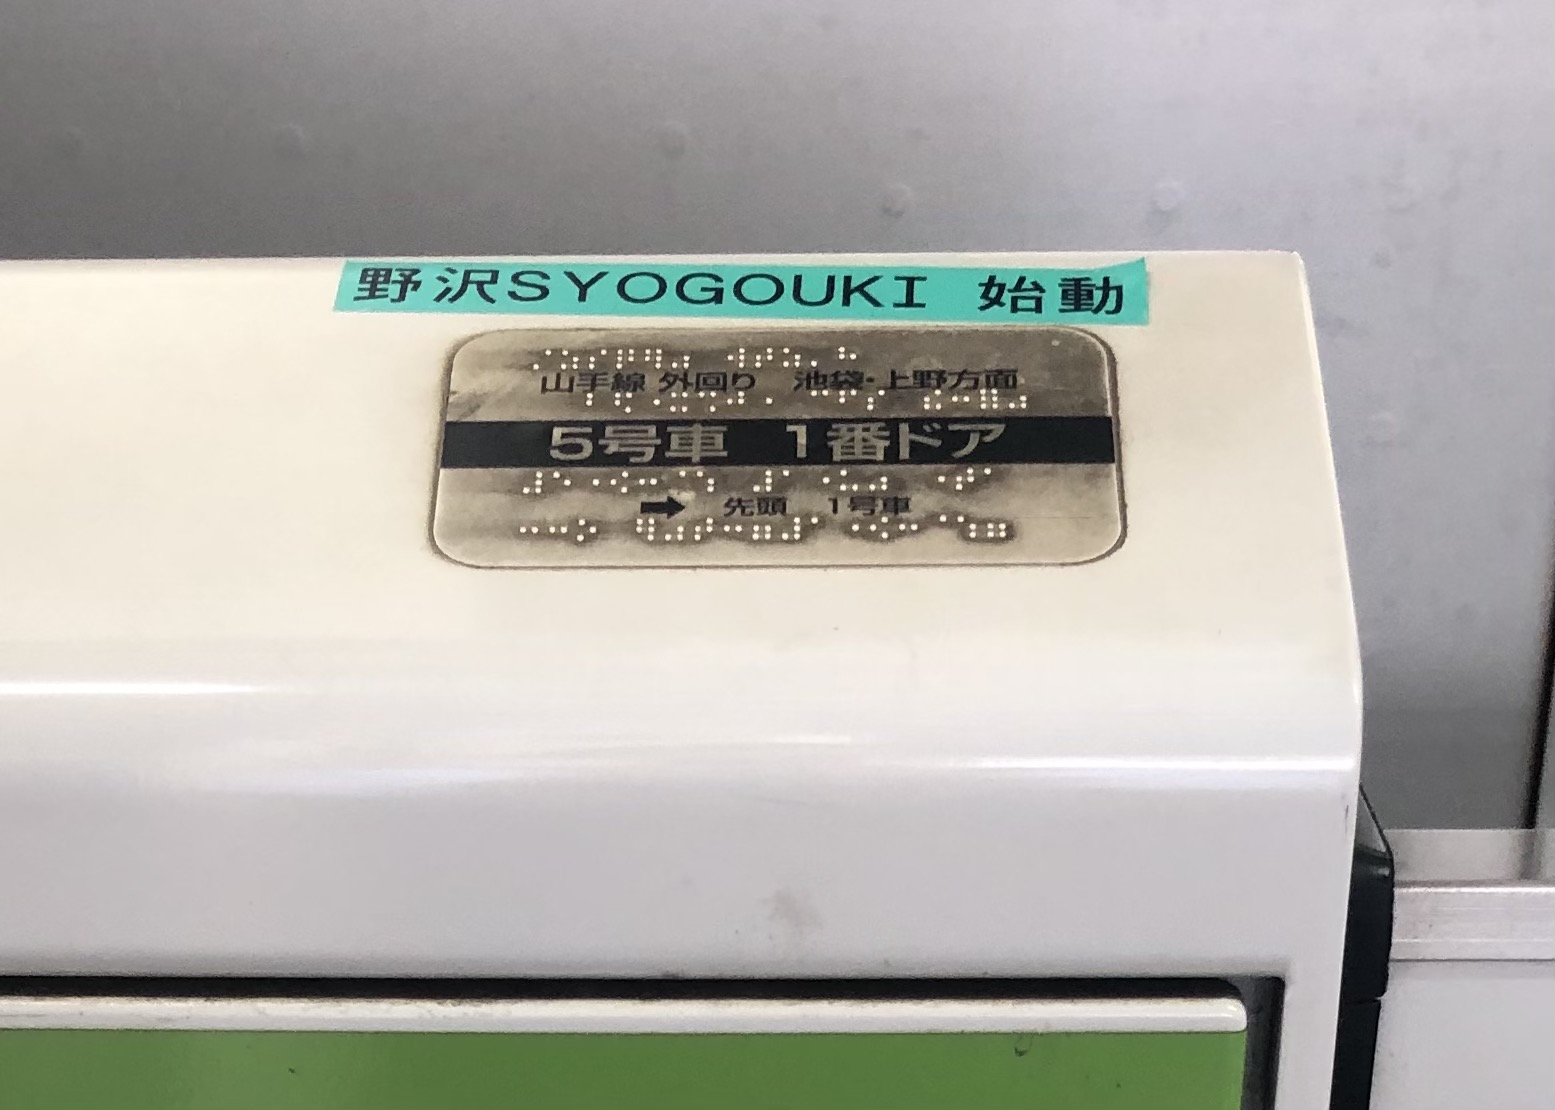 野沢SYOGOUKI 始動
山手線 外回り 池袋・上野方面
5号車 1番ドア
➡ 先頭 1号車